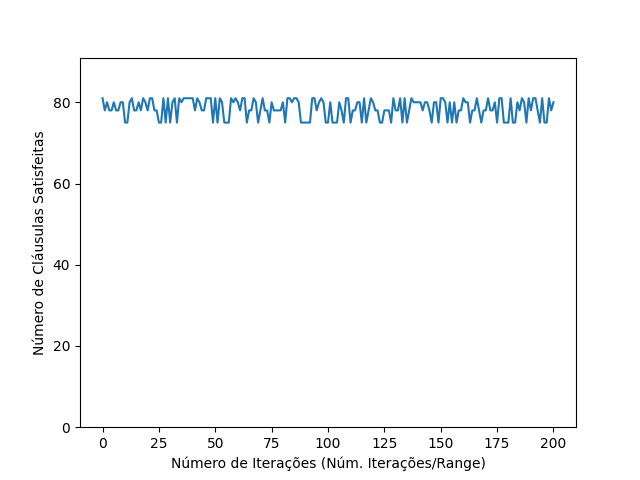 Número de Cláusulas Satisfeitas
80
60
40
20
0
0 25 50 75 100 125 150 175 200
Número de Iterações (Núm. Iterações/Range)